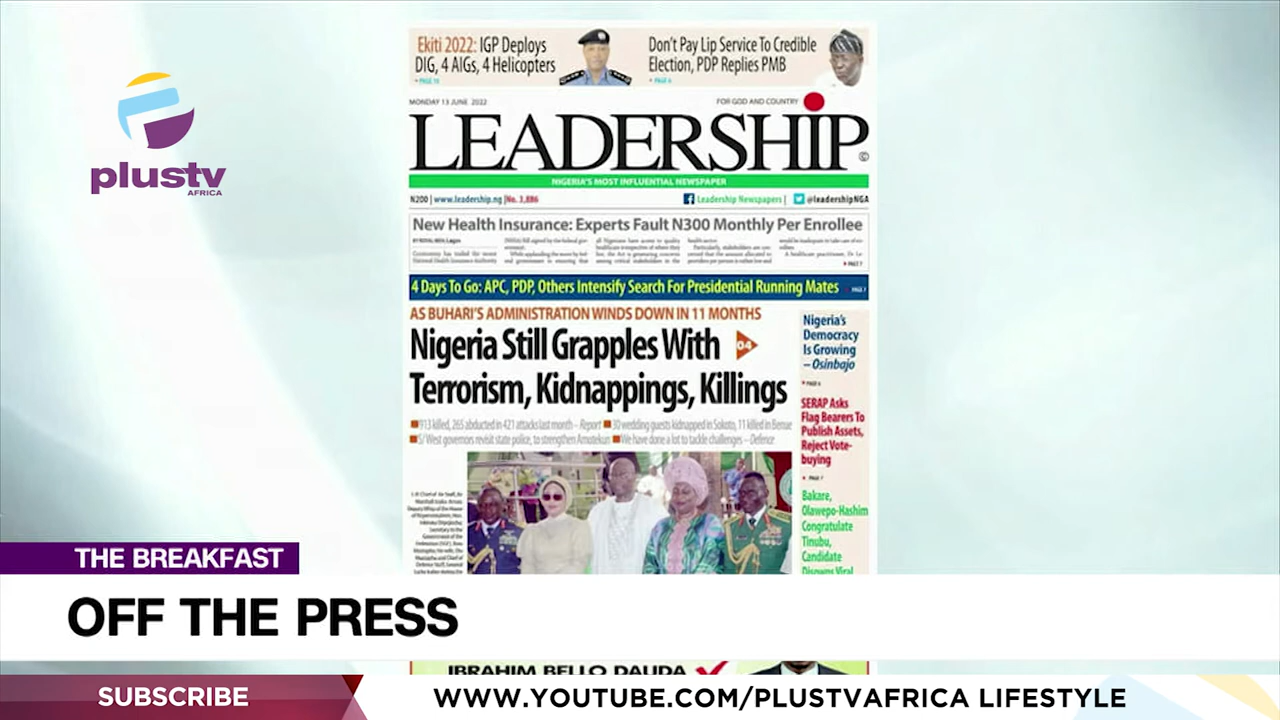 Ekiti 2022: IGP Deploys
DIG, 4 AIGs, 4 Helicopters
Don't Pay Lip Service To Credible
Election, PDP Replies PMB
plustv
AFRICA
MONDAY 13 JUNE 2022
FOR GOD AND COUNTRY
LEADERSHIP
NIGERIA'S MOST INFLUENTIAL NEWSPAPER
N200 | www.leadership.ng |No. 3,886
Leadership Newspapers | @leadershipNGA
New Health Insurance: Experts Fault N300 Monthly Per Enrollee
4 Days To Go: APC, PDP, Others Intensify Search For Presidential Running Mates
AS BUHARI'S ADMINISTRATION WINDS DOWN IN 11 MONTHS
Nigeria Still Grapples With 04
Terrorism, Kidnappings, Killings
913 killed, 265 abducted in 421 attacks last month – Report 30 wedding guests kidnapped in Sokoto, 11 killed in Benue
S/West governors revisit state police, to strengthen Amotekun We have done a lot to tackle challenges – Defence
Nigeria's
Democracy
Is Growing
– Osinbajo
SERAP Asks
Flag Bearers To
Publish Assets,
Reject Vote-
buying
Bakare,
Olawepo-Hashim
Congratulate
Tinubu,
Candidate
Disowns Viral
THE BREAKFAST
OFF THE PRESS
IBRAHIM BELLO DAUDA
SUBSCRIBE
WWW.YOUTUBE.COM/PLUSTVAFRICA LIFESTYLE